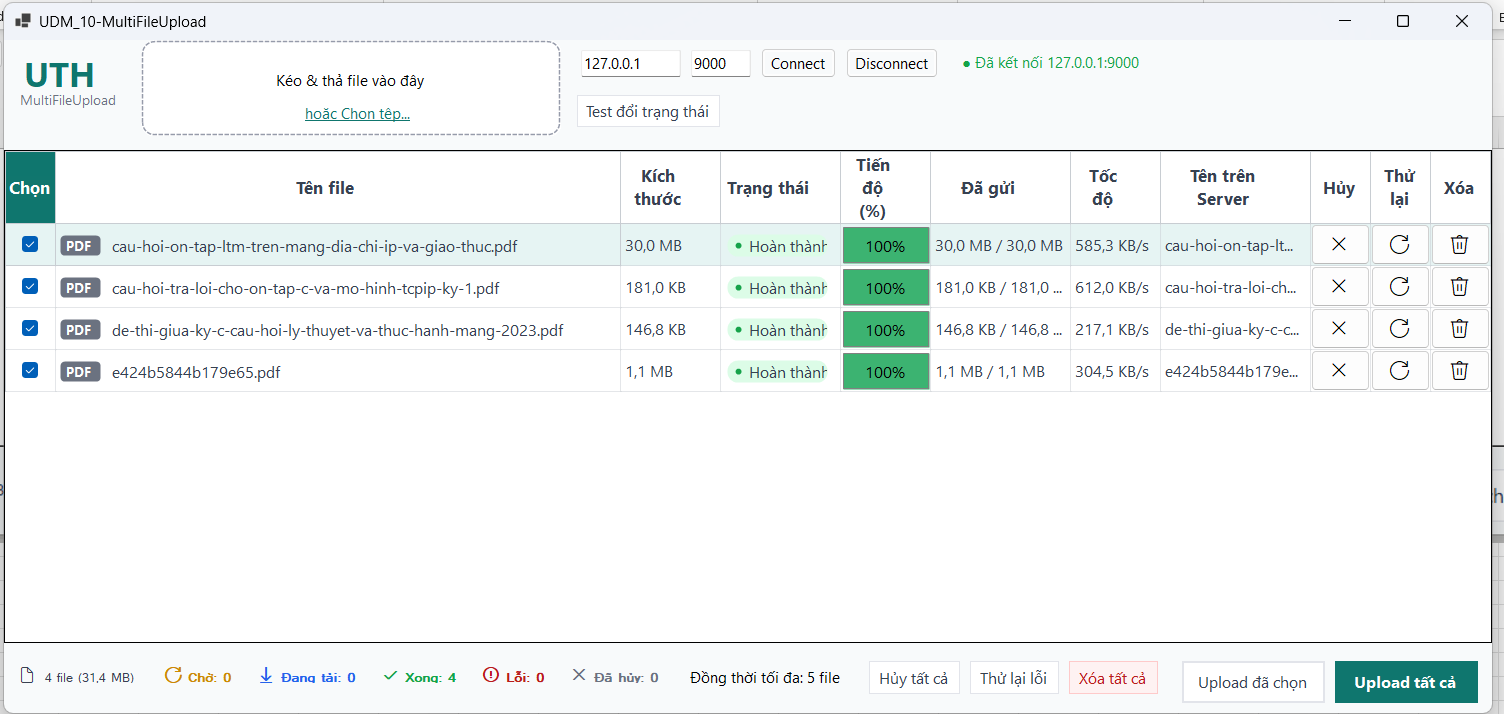 UDM_10-MultiFileUpload
UTH
MultiFileUpload
Kéo & thả file vào đây
hoặc Chọn tệp...
127.0.0.1
9000
Connect
Disconnect
● Đã kết nối 127.0.0.1:9000
Test đổi trạng thái
Chọn
Tên file
Kích
thước
Trạng thái
Tiến
độ
(%)
Đã gửi
Tốc
độ
Tên trên
Server
Hủy
Thử
lại
Xóa
PDF cau-hoi-on-tap-ltm-tren-mang-dia-chi-ip-va-giao-thuc.pdf 30,0 MB ● Hoàn thành 100% 30,0 MB / 30,0 MB 585,3 KB/s cau-hoi-on-tap-lt...
PDF cau-hoi-tra-loi-cho-on-tap-c-va-mo-hinh-tcpip-ky-1.pdf 181,0 KB ● Hoàn thành 100% 181,0 KB / 181,0 ... 612,0 KB/s cau-hoi-tra-loi-ch...
PDF de-thi-giua-ky-c-cau-hoi-ly-thuyet-va-thuc-hanh-mang-2023.pdf 146,8 KB ● Hoàn thành 100% 146,8 KB / 146,8 ... 217,1 KB/s de-thi-giua-ky-c-c...
PDF e424b5844b179e65.pdf 1,1 MB ● Hoàn thành 100% 1,1 MB / 1,1 MB 304,5 KB/s e424b5844b179e...
4 file (31,4 MB)
Chờ: 0
Đang tải: 0
Xong: 4
Lỗi: 0
Đã hủy: 0
Đồng thời tối đa: 5 file
Hủy tất cả
Thử lại lỗi
Xóa tất cả
Upload đã chọn
Upload tất cả